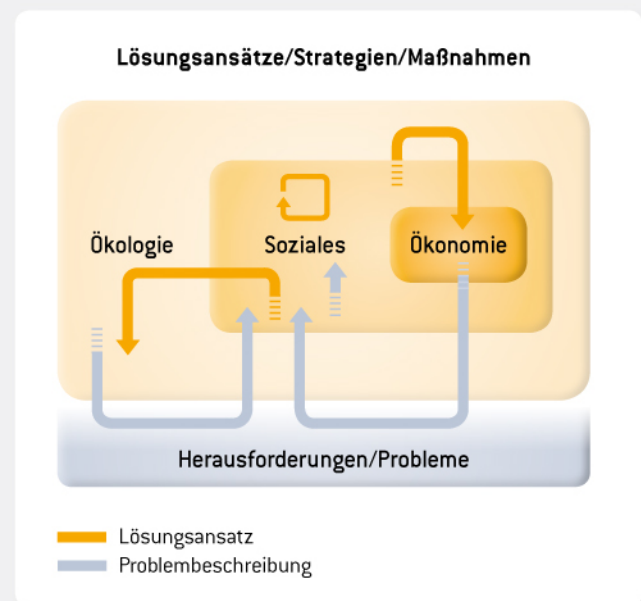 Lösungsansätze/Strategien/Maßnahmen
Ökologie Soziales Ökonomie
Herausforderungen/Probleme
Lösungsansatz
Problembeschreibung